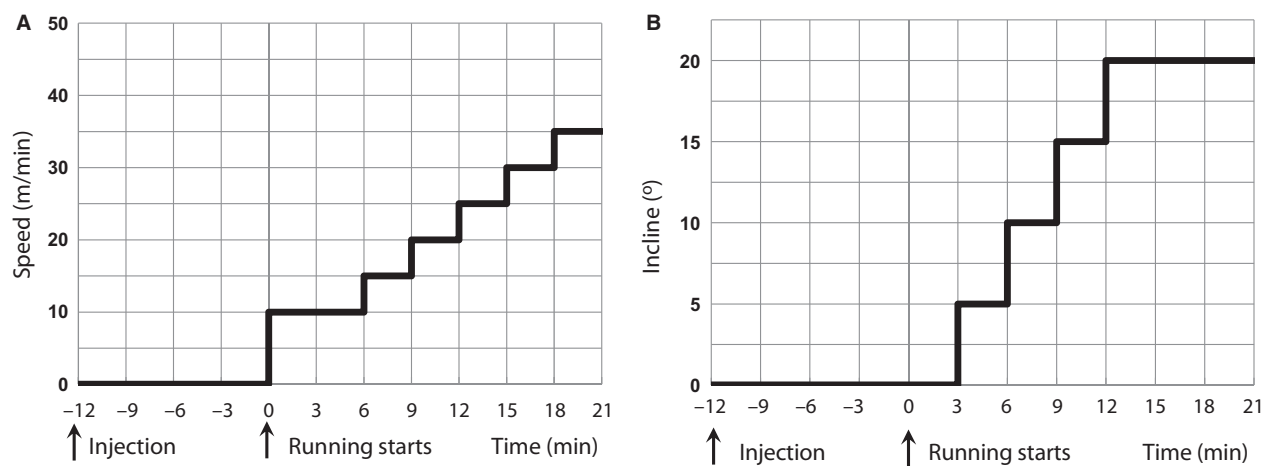 A
50
40
30
20
10
0
Speed (m/min)
–12 –9 –6 –3 0 3 6 9 12 15 18 21
Injection Running starts Time (min)
B
20
15
10
5
0
Incline (º)
–12 –9 –6 –3 0 3 6 9 12 15 18 21
Injection Running starts Time (min)